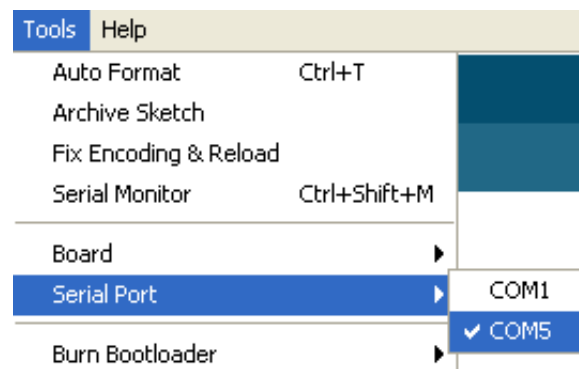 Tools Help
Auto Format Ctrl+T
Archive Sketch
Fix Encoding & Reload
Serial Monitor Ctrl+Shift+M
Board
Serial Port COM1
COM5
Burn Bootloader